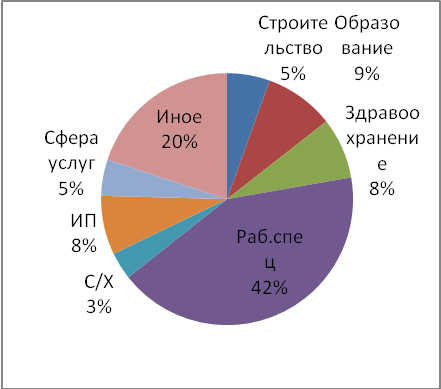 Строите
льство
5%
Образо
вание
9%
Здравоо
хранени
е
8%
Раб.спе
ц
42%
С/Х
3%
ИП
8%
Сфера
услуг
5%
Иное
20%